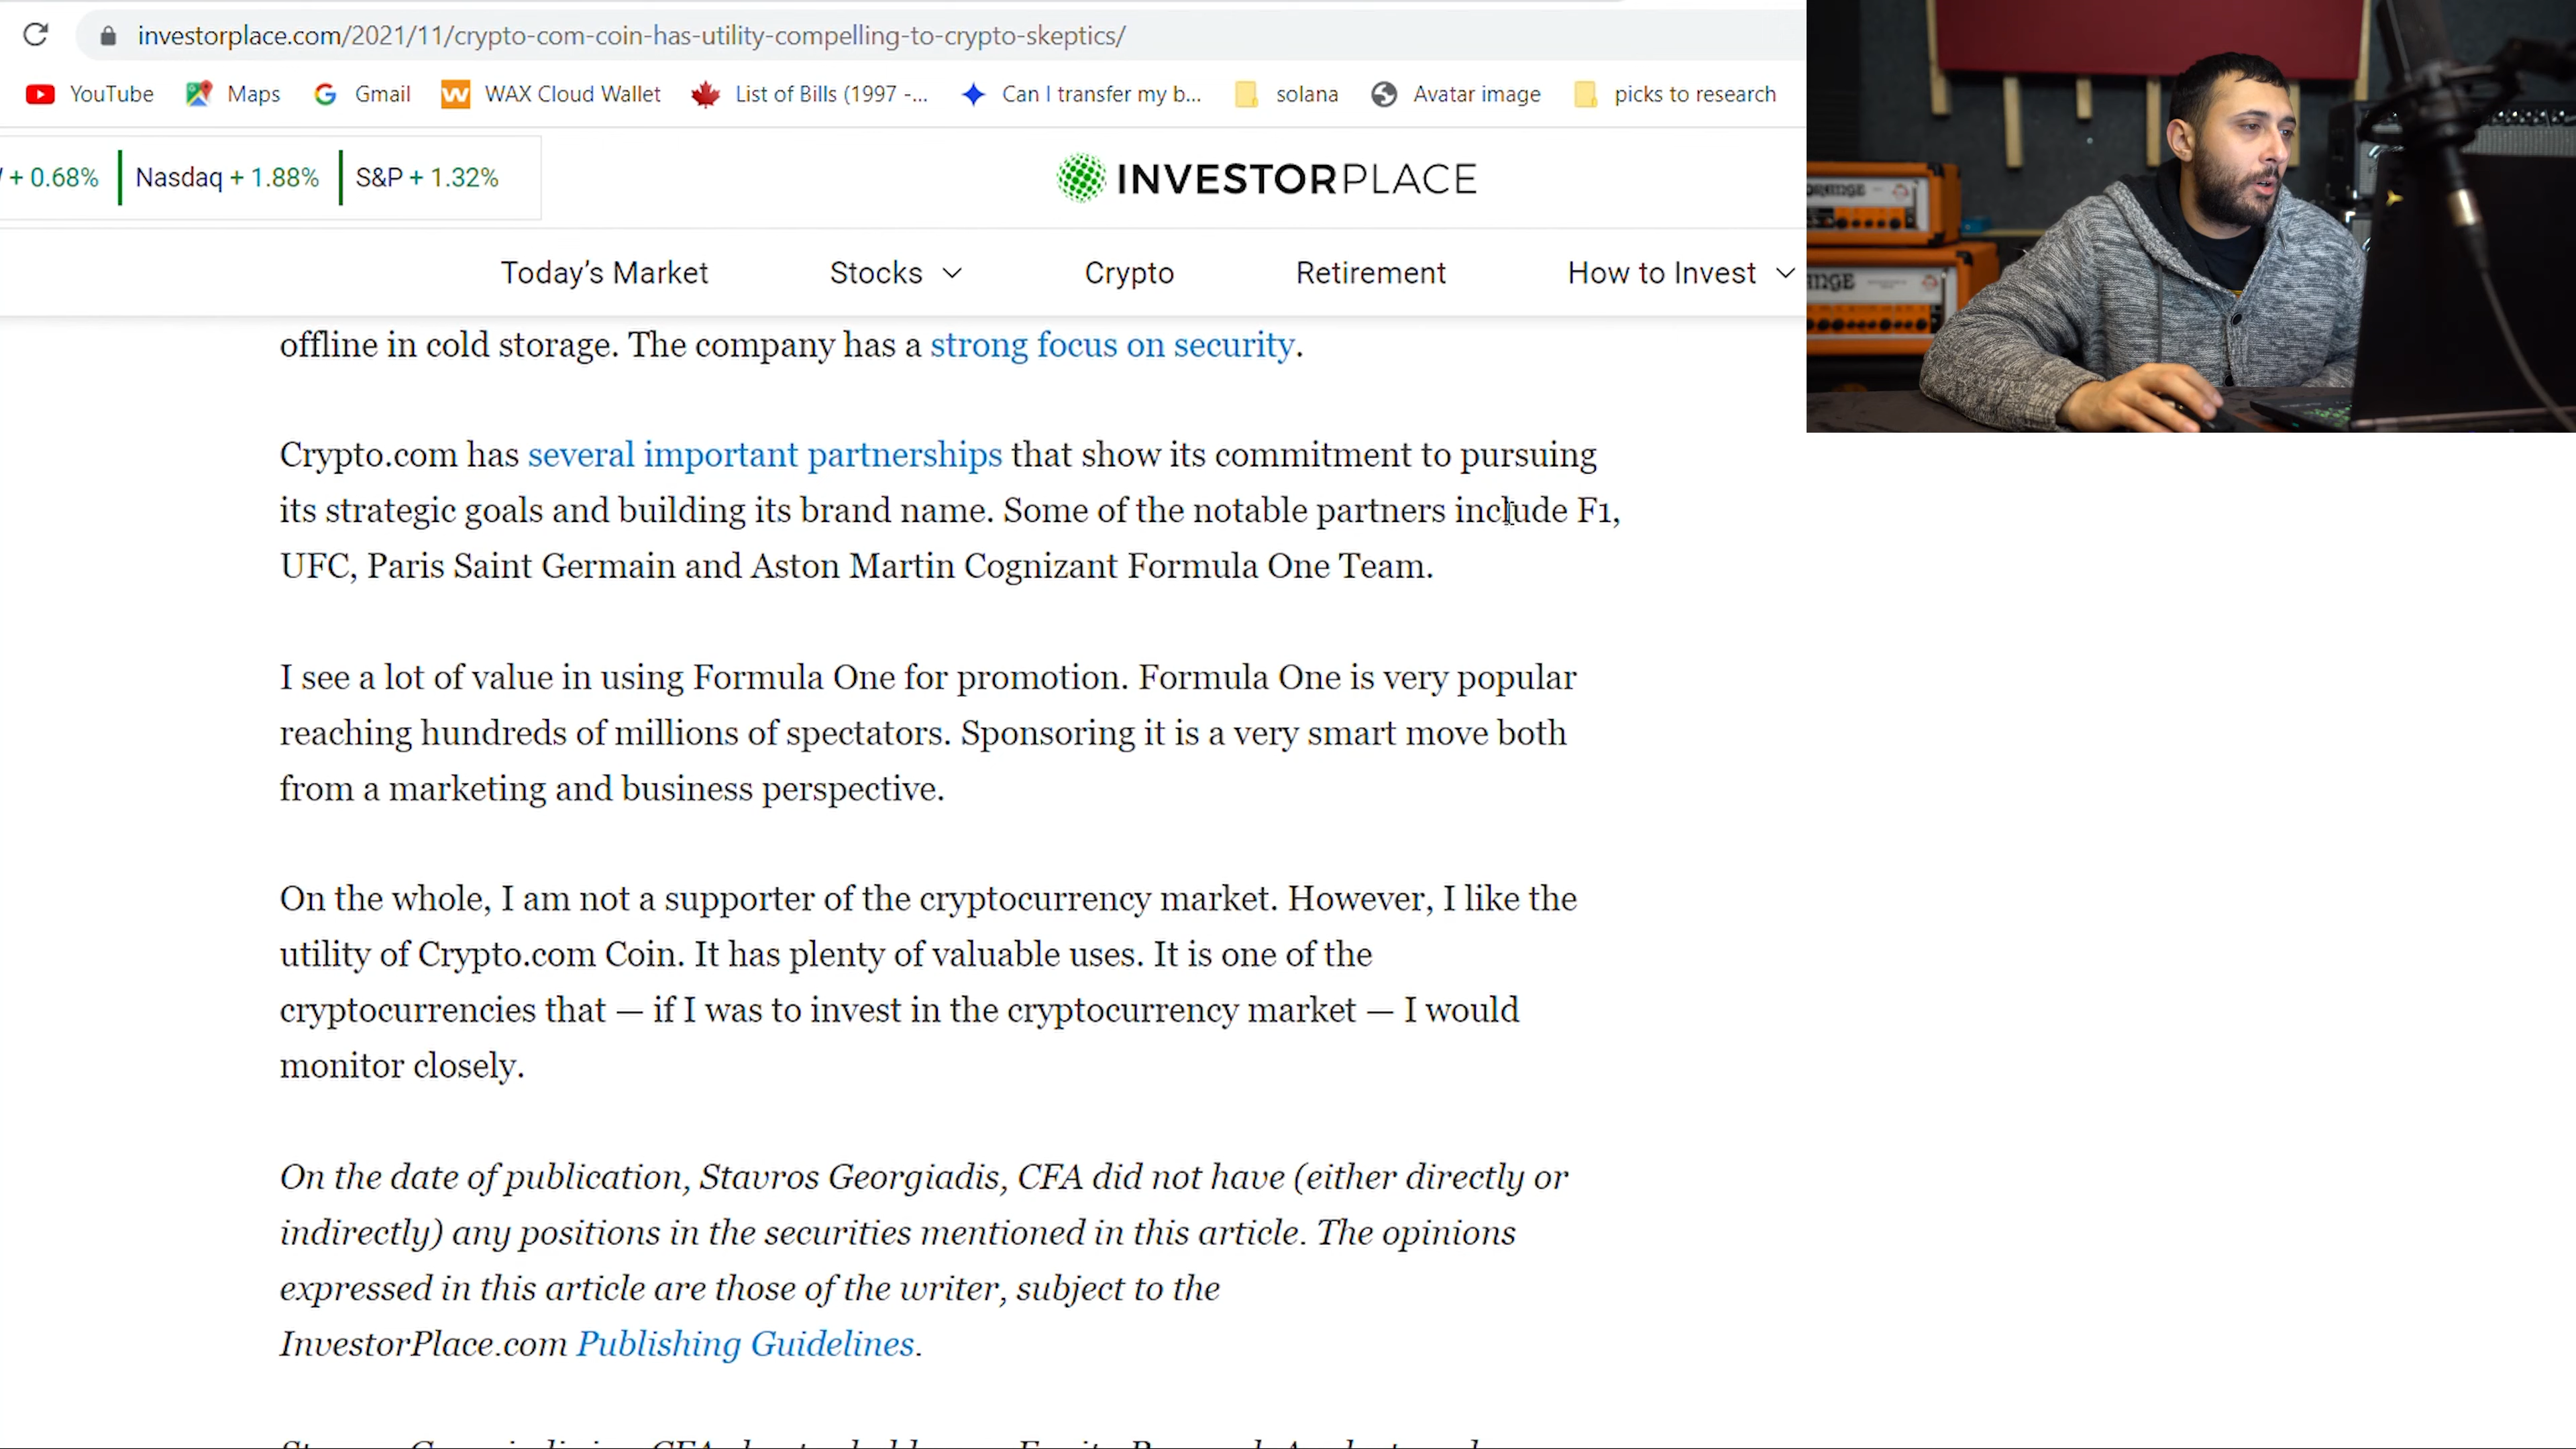 investorplace.com/2021/11/crypto-com-coin-has-utility-compelling-to-crypto-skeptics/
YouTube Maps Gmail WAX Cloud Wallet List of Bills (1997 -... Can I transfer my b... solana Avatar image picks to research
+ 0.68% Nasdaq + 1.88% S&P + 1.32%
INVESTORPLACE
Today's Market Stocks Crypto Retirement How to Invest
offline in cold storage. The company has a strong focus on security.
Crypto.com has several important partnerships that show its commitment to pursuing
its strategic goals and building its brand name. Some of the notable partners include F1,
UFC, Paris Saint Germain and Aston Martin Cognizant Formula One Team.
I see a lot of value in using Formula One for promotion. Formula One is very popular
reaching hundreds of millions of spectators. Sponsoring it is a very smart move both
from a marketing and business perspective.
On the whole, I am not a supporter of the cryptocurrency market. However, I like the
utility of Crypto.com Coin. It has plenty of valuable uses. It is one of the
cryptocurrencies that — if I was to invest in the cryptocurrency market — I would
monitor closely.
On the date of publication, Stavros Georgiadis, CFA did not have (either directly or
indirectly) any positions in the securities mentioned in this article. The opinions
expressed in this article are those of the writer, subject to the
InvestorPlace.com Publishing Guidelines.